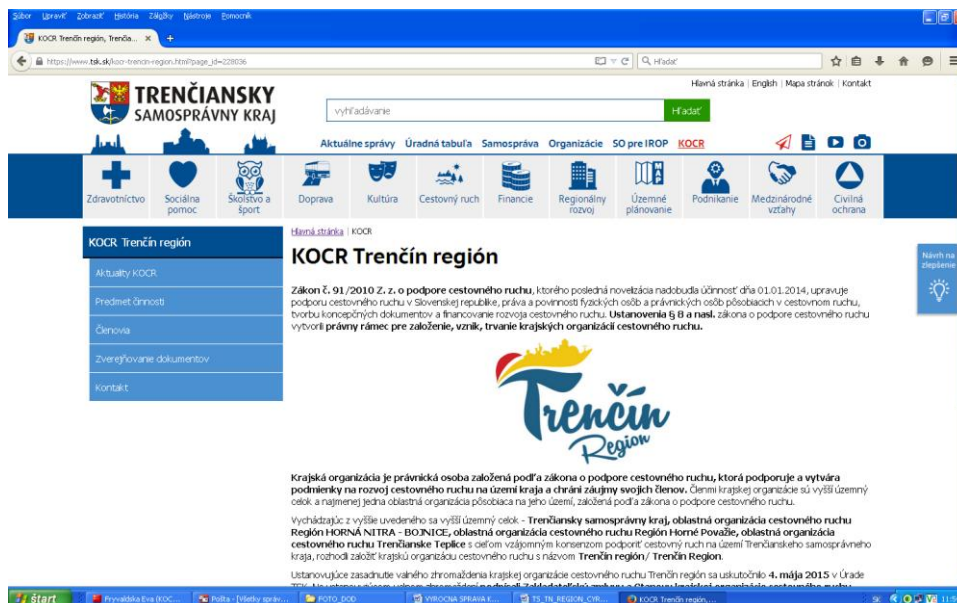 Súbor Upraviť Zobraziť História Záložky Nástroje Pomocník
KOCR Trenčín región, Trenčia... × +
https://www.tsk.sk/kocr-trencin-region.html?page_id=228036
Hľadať
Hlavná stránka | English | Mapa stránok | Kontakt
TRENČIANSKY
SAMOSPRÁVNY KRAJ
vyhľadávanie
Hľadať
Aktuálne správy Úradná tabuľa Samospráva Organizácie SO pre IROP KOCR
Zdravotníctvo Sociálna pomoc Školstvo a šport Doprava Kultúra Cestovný ruch Financie Regionálny rozvoj Územné plánovanie Podnikanie Medzinárodné vzťahy Civilná ochrana
KOCR Trenčín región
Aktuality KOCR
Predmet činnosti
Členovia
Zverejňovanie dokumentov
Kontakt
Hlavná stránka | KOCR
KOCR Trenčín región
Návrh na
zlepšenie
Zákon č. 91/2010 Z. z. o podpore cestovného ruchu, ktorého posledná novelizácia nadobudla účinnosť dňa 01.01.2014, upravuje
podporu cestovného ruchu v Slovenskej republike, práva a povinnosti fyzických osôb a právnických osôb pôsobiacich v cestovnom ruchu,
tvorbu koncepčných dokumentov a financovanie rozvoja cestovného ruchu. Ustanovenia § 8 a nasl. zákona o podpore cestovného ruchu
vytvorili právny rámec pre založenie, vznik, trvanie krajských organizácií cestovného ruchu.
Trenčín
Region
Krajská organizácia je právnická osoba založená podľa zákona o podpore cestovného ruchu, ktorá podporuje a vytvára
podmienky na rozvoj cestovného ruchu na území kraja a chráni záujmy svojich členov. Členmi krajskej organizácie sú vyšší územný
celok a najmenej jedna oblastná organizácia pôsobiaca na jeho území, založená podľa zákona o podpore cestovného ruchu.
Vychádzajúc z vyššie uvedeného sa vyšší územný celok - Trenčiansky samosprávny kraj, oblastná organizácia cestovného ruchu
Región HORNÁ NITRA - BOJNICE, oblastná organizácia cestovného ruchu Región Horné Považie, oblastná organizácia
cestovného ruchu Trenčianske Teplice s cieľom vzájomným konsenzom podporiť cestovný ruch na území Trenčianskeho samosprávneho
kraja, rozhodli založiť krajskú organizáciu cestovného ruchu s názvom Trenčín región/ Trenčín Region.
Ustanovujúce zasadnutie valného zhromaždenia krajskej organizácie cestovného ruchu Trenčín región sa uskutočnilo 4. mája 2015 v Úrade
štart Pryvaldska Eva (KOC... Pošta - [Všetky správ... FOTO_DOD VYROCNA SPRAVA K... TS_TN_REGION_CYR... KOCR Trenčín región,... SK